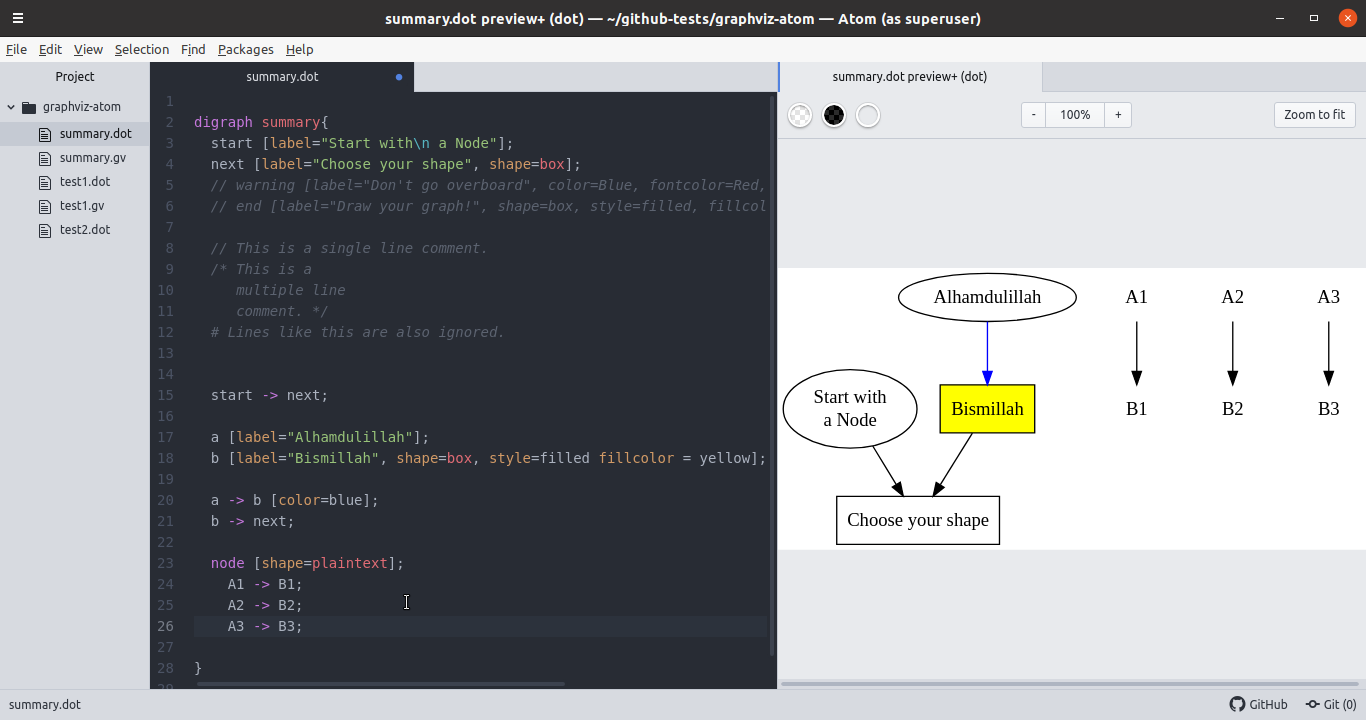 summary.dot preview+ (dot) — ~/github-tests/graphviz-atom — Atom (as superuser)
File Edit View Selection Find Packages Help
Project
graphviz-atom
summary.dot
summary.gv
test1.dot
test1.gv
test2.dot
summary.dot
1
2 digraph summary{
3 start [label="Start with\n a Node"];
4 next [label="Choose your shape", shape=box];
5 // warning [label="Don't go overboard", color=Blue, fontcolor=Red,
6 // end [label="Draw your graph!", shape=box, style=filled, fillcol
7
8 // This is a single line comment.
9 /* This is a
10 multiple line
11 comment. */
12 # Lines like this are also ignored.
13
14
15 start -> next;
16
17 a [label="Alhamdulillah"];
18 b [label="Bismillah", shape=box, style=filled fillcolor = yellow];
19
20 a -> b [color=blue];
21 b -> next;
22
23 node [shape=plaintext];
24 A1 -> B1;
25 A2 -> B2;
26 A3 -> B3;
27
28 }
29
summary.dot preview+ (dot)
- 100% + Zoom to fit
Alhamdulillah A1 A2 A3
Start with
a Node
Bismillah B1 B2 B3
Choose your shape
summary.dot GitHub Git (0)